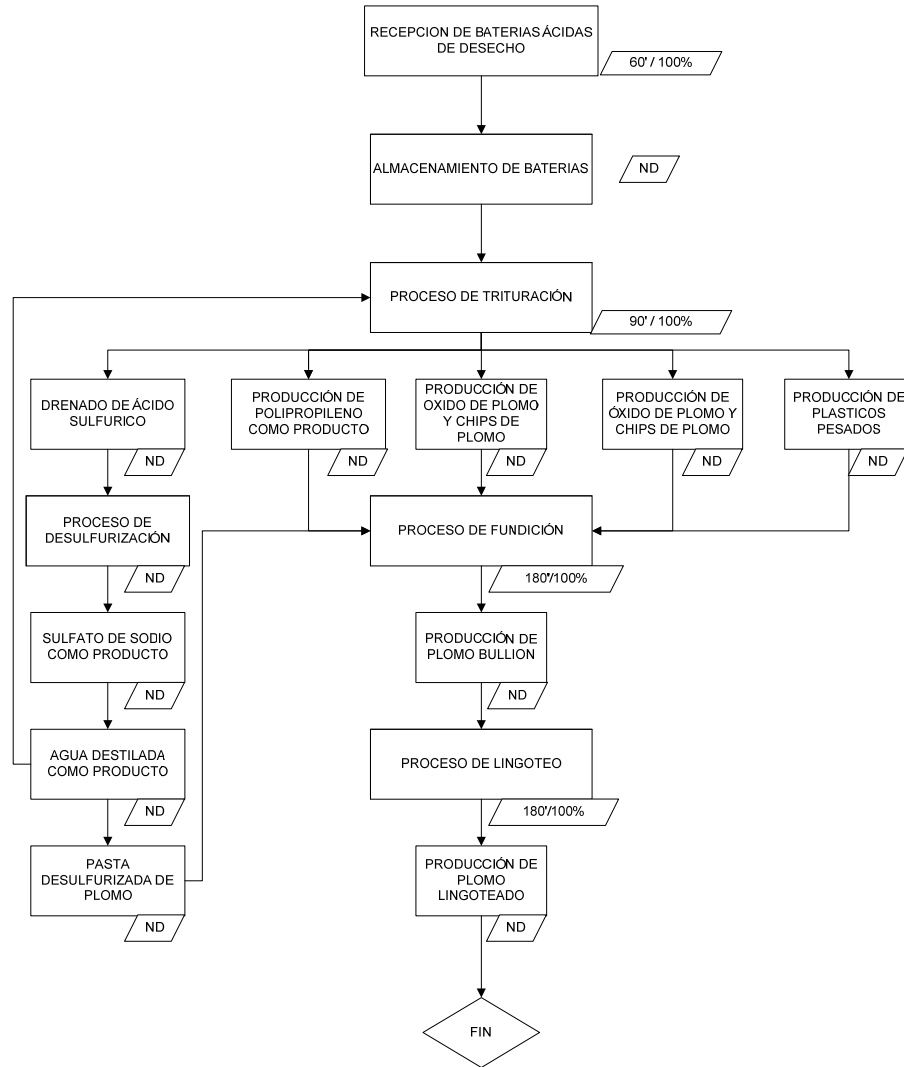 RECEPCION DE BATERIAS ÁCIDAS
DE DESECHO
60' / 100%
ALMACENAMIENTO DE BATERIAS
ND
PROCESO DE TRITURACIÓN
90' / 100%
DRENADO DE ÁCIDO
SULFURICO
ND
PRODUCCIÓN DE
POLIPROPILENO
COMO PRODUCTO
ND
PRODUCCIÓN DE
OXIDO DE PLOMO
Y CHIPS DE
PLOMO
ND
PRODUCCIÓN DE
ÓXIDO DE PLOMO Y
CHIPS DE PLOMO
ND
PRODUCCIÓN DE
PLASTICOS
PESADOS
ND
PROCESO DE
DESULFURIZACIÓN
ND
PROCESO DE FUNDICIÓN
180'/100%
SULFATO DE SODIO
COMO PRODUCTO
ND
PRODUCCIÓN DE
PLOMO BULLION
ND
AGUA DESTILADA
COMO PRODUCTO
ND
PROCESO DE LINGOTEO
180'/100%
PASTA
DESULFURIZADA DE
PLOMO
ND
PRODUCCIÓN DE
PLOMO
LINGOTEADO
ND
FIN